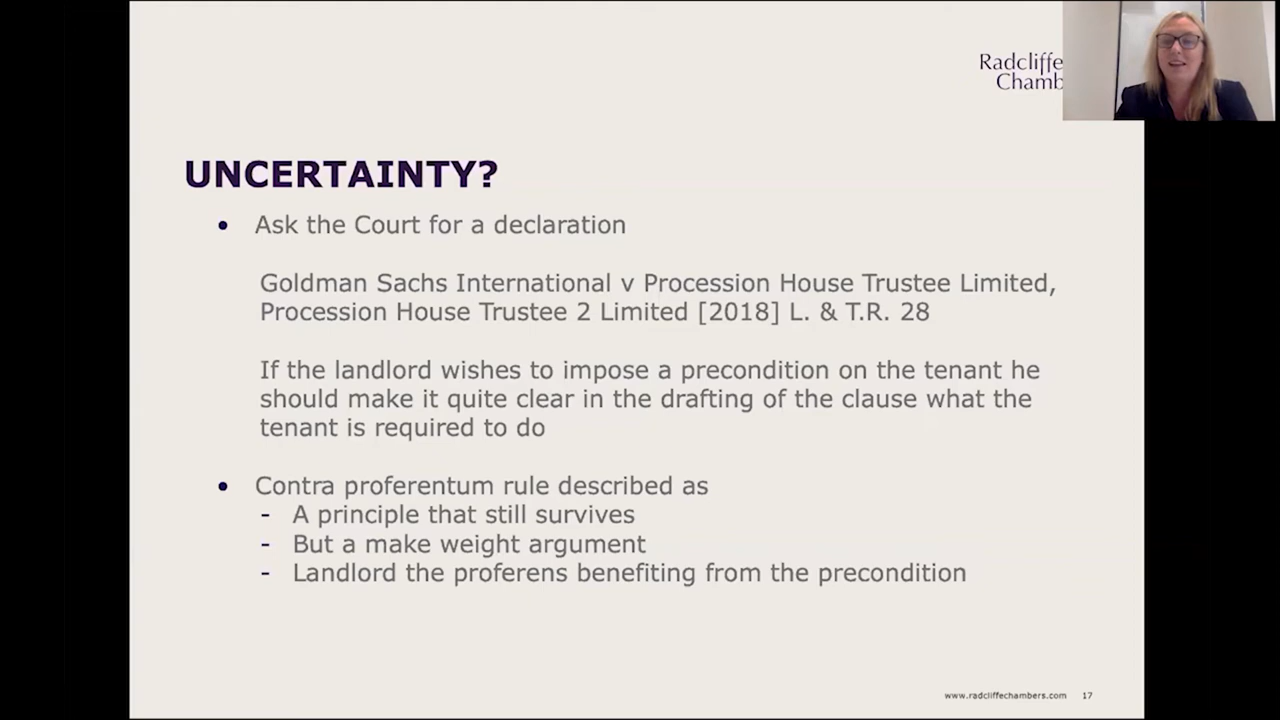 Radcliffe
Chamb
UNCERTAINTY?
• Ask the Court for a declaration
Goldman Sachs International v Procession House Trustee Limited,
Procession House Trustee 2 Limited [2018] L. & T.R. 28
If the landlord wishes to impose a precondition on the tenant he
should make it quite clear in the drafting of the clause what the
tenant is required to do
• Contra proferentum rule described as
- A principle that still survives
- But a make weight argument
- Landlord the proferens benefiting from the precondition
www.radcliffechambers.com 17